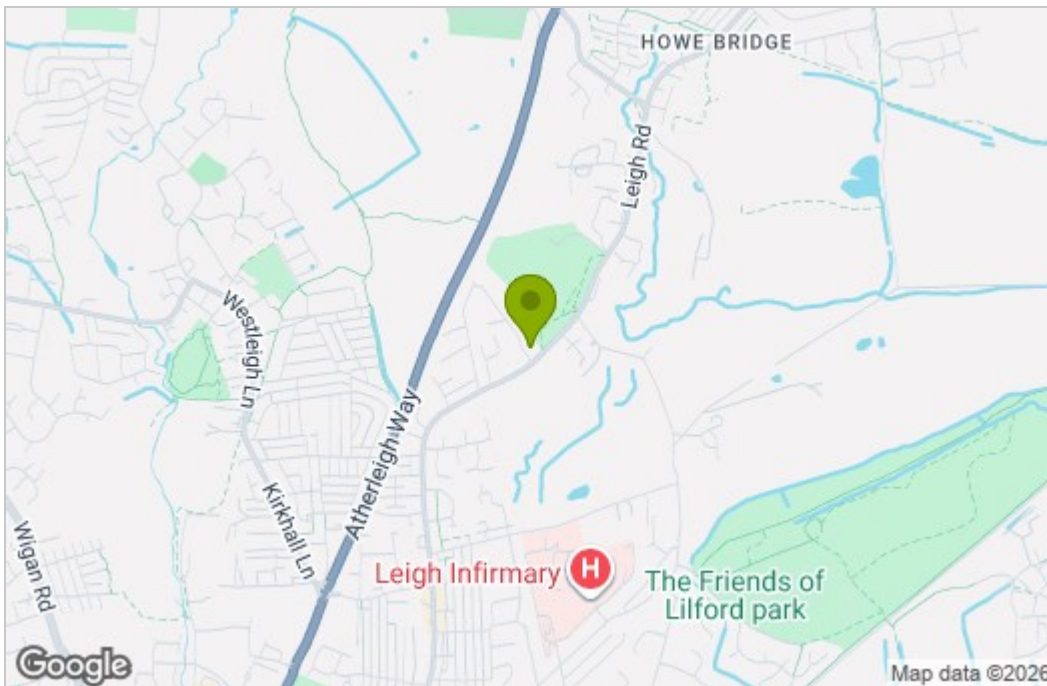 HOWE BRIDGE
Leigh Rd
Westleigh Ln
Atherleigh Way
Kirkhall Ln
Wigan Rd
Leigh Infirmary
H
The Friends of
Lilford park
Google
Map data ©2026